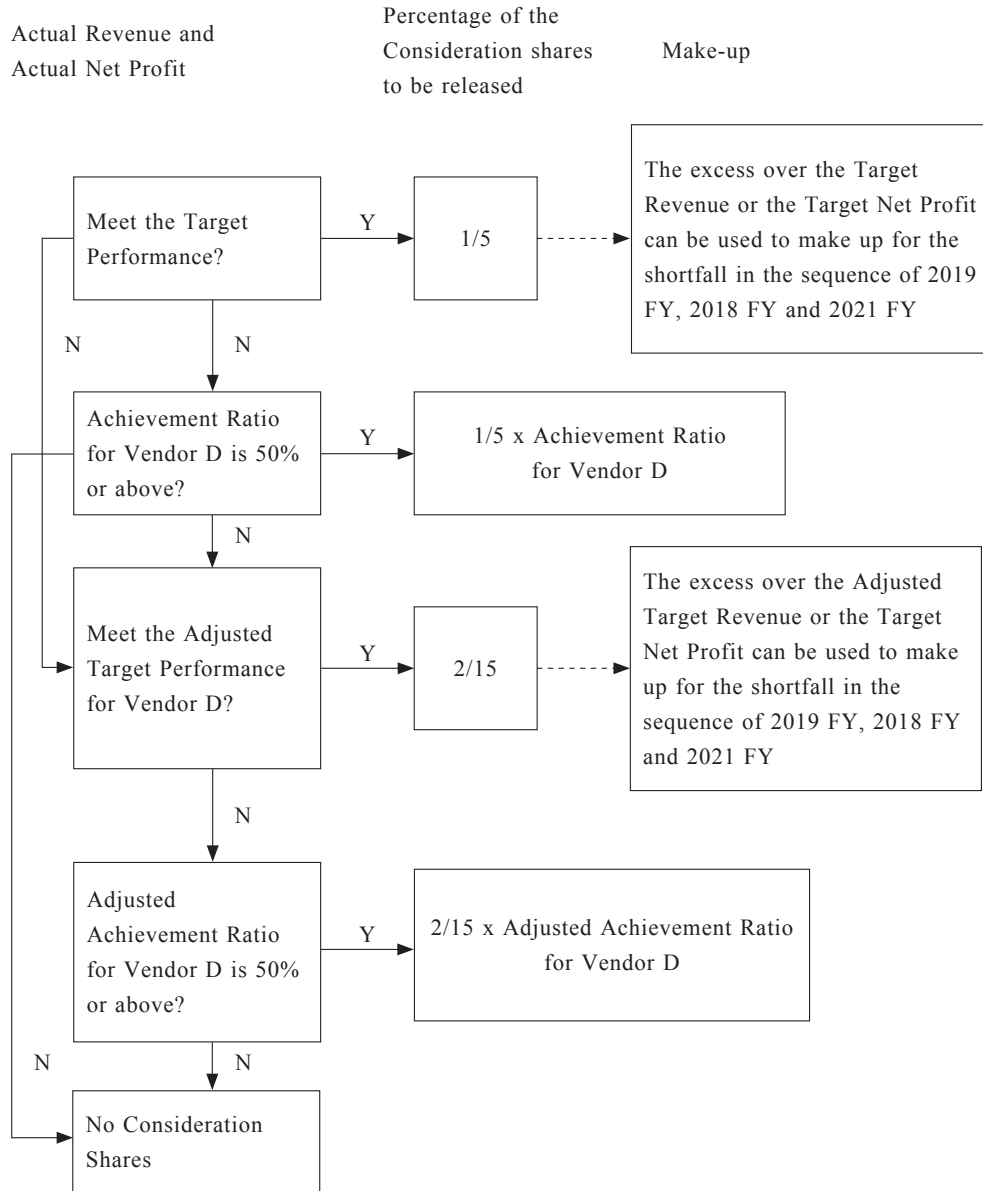 Actual Revenue and
Actual Net Profit
Percentage of the
Consideration shares
to be released
Make-up
Meet the Target
Performance?
Y
1/5
The excess over the Target
Revenue or the Target Net Profit
can be used to make up for the
shortfall in the sequence of 2019
FY, 2018 FY and 2021 FY
N
N
Achievement Ratio
for Vendor D is 50%
or above?
Y
1/5 x Achievement Ratio
for Vendor D
N
Meet the Adjusted
Target Performance
for Vendor D?
Y
2/15
The excess over the Adjusted
Target Revenue or the Target
Net Profit can be used to make
up for the shortfall in the
sequence of 2019 FY, 2018 FY
and 2021 FY
N
Adjusted
Achievement Ratio
for Vendor D is 50%
or above?
Y
2/15 x Adjusted Achievement Ratio
for Vendor D
N
N
No Consideration
Shares